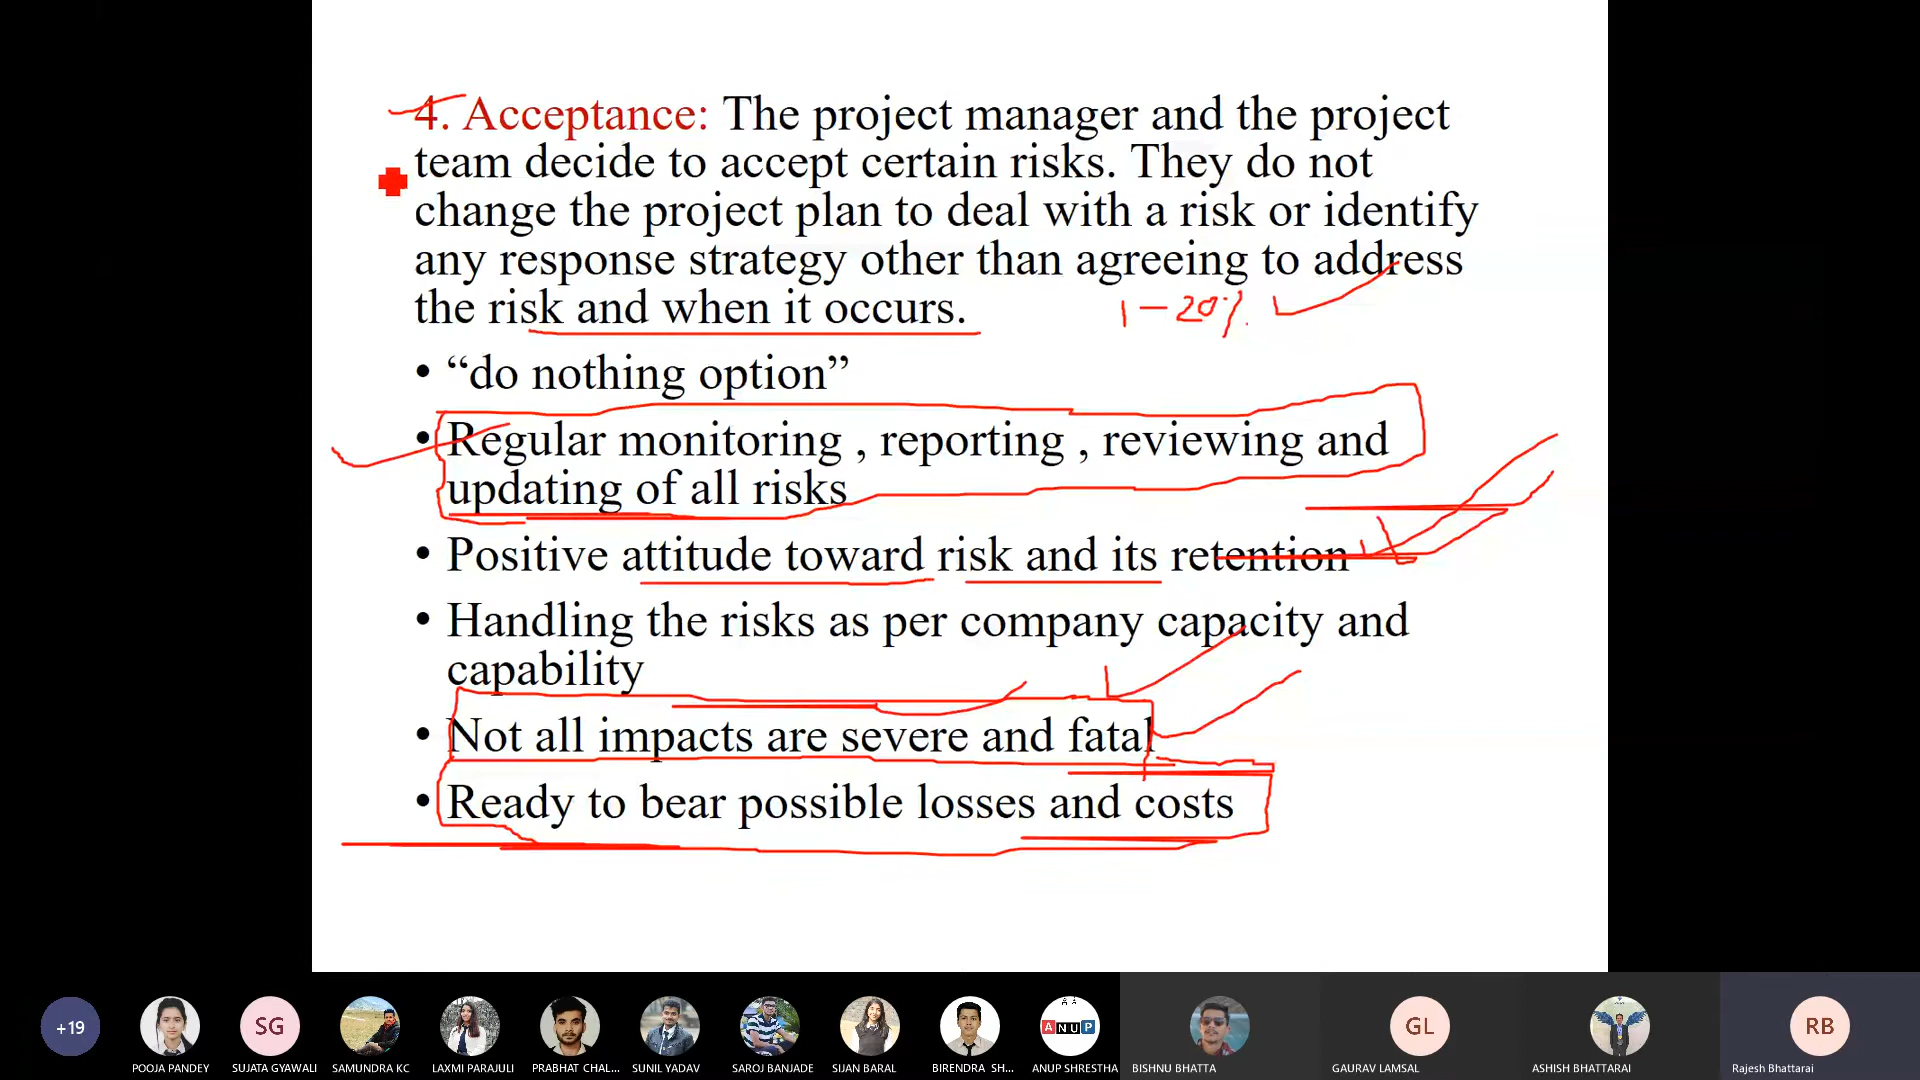 4. Acceptance: The project manager and the project
team decide to accept certain risks. They do not
change the project plan to deal with a risk or identify
any response strategy other than agreeing to address
the risk and when it occurs.
1-20%.
• “do nothing option”
• Regular monitoring , reporting , reviewing and
updating of all risks
• Positive attitude toward risk and its retention
• Handling the risks as per company capacity and
capability
• Not all impacts are severe and fatal
• Ready to bear possible losses and costs
+19 SG ANUP GL RB
POOJA PANDEY SUJATA GYAWALI SAMUNDRA KC LAXMI PARAJULI PRABHAT CHAL... SUNIL YADAV SAROJ BANJADE SIJAN BARAL BIRENDRA SH... ANUP SHRESTHA BISHNU BHATTA GAURAV LAMSAL ASHISH BHATTARAI Rajesh Bhattarai